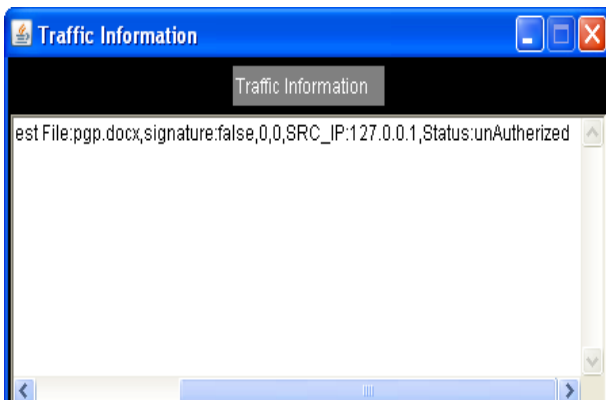 Traffic Information
Traffic Information
est File:pgp.docx,signature:false,0,0,SRC_IP:127.0.0.1,Status:unAutherized